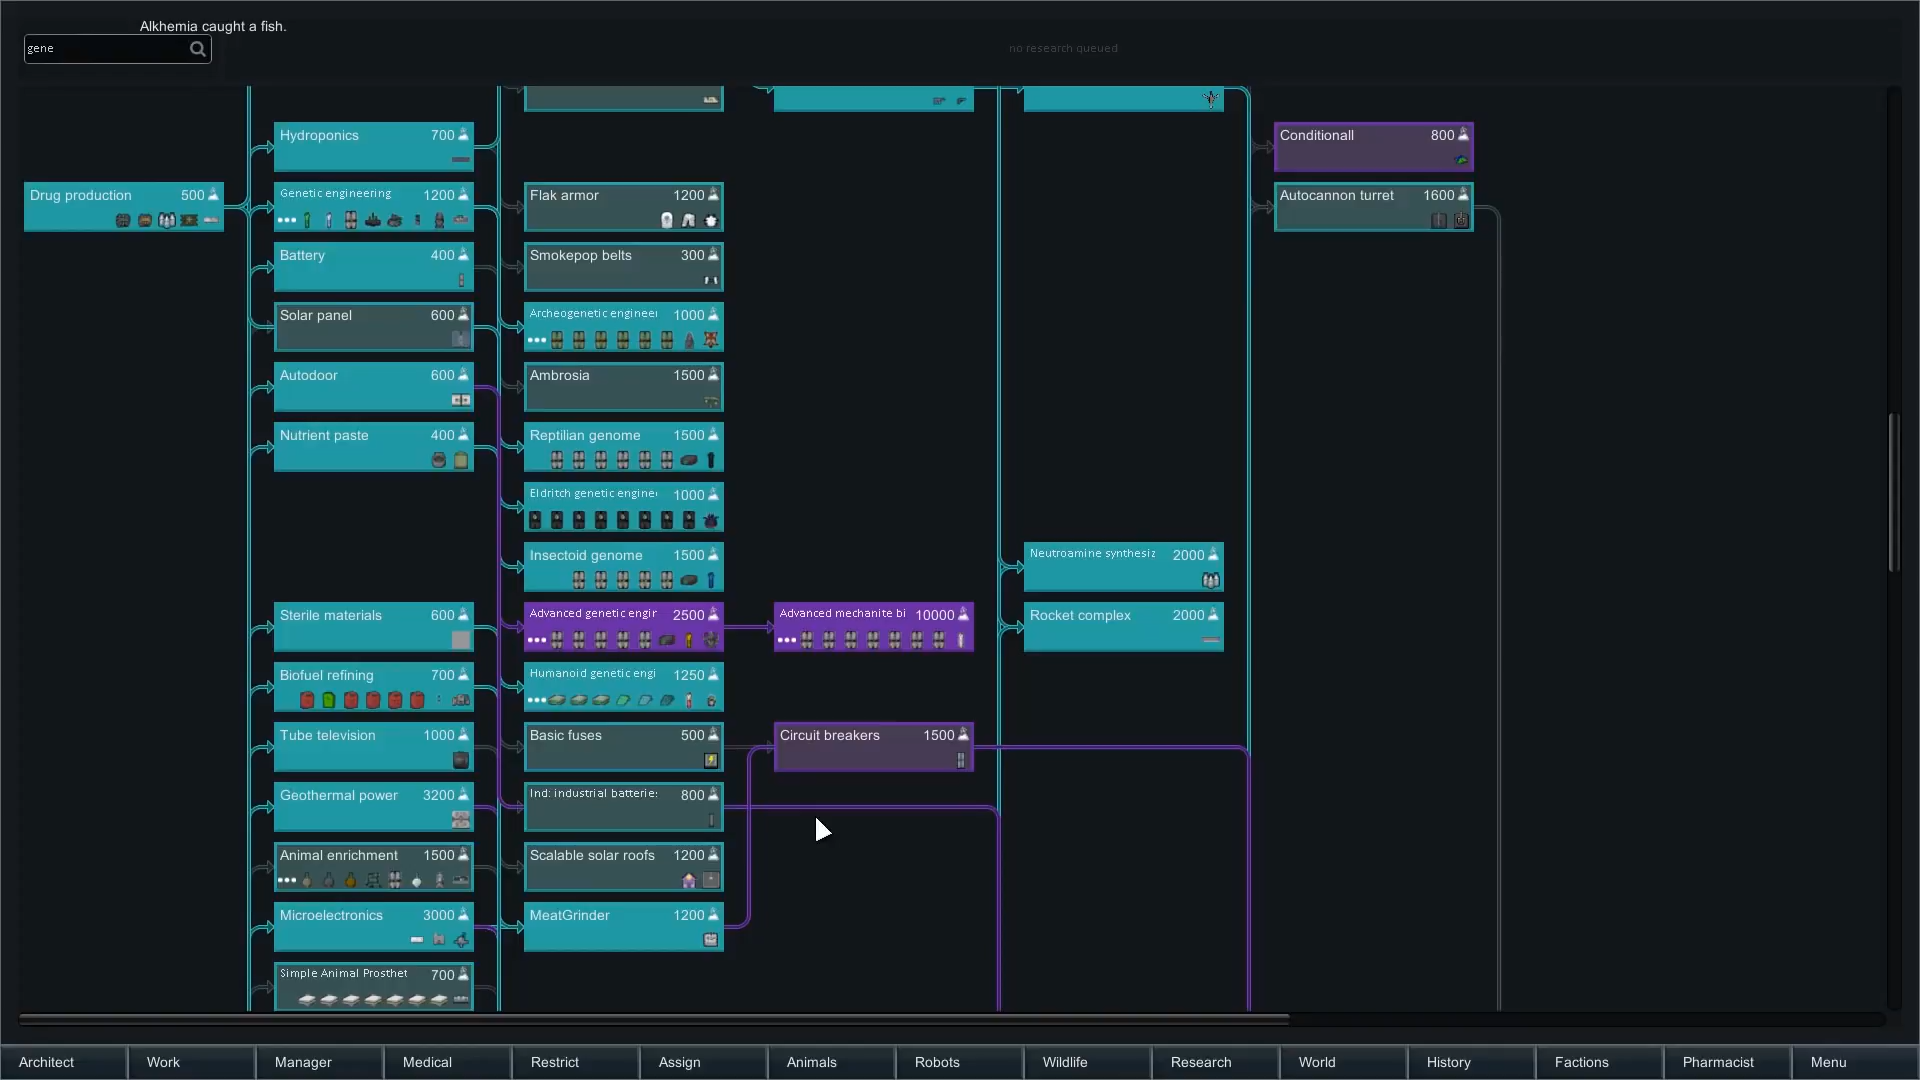 Alkhemia caught a fish.
gene
no research queued
Hydroponics 700
Conditionall 800
Drug production 500
Genetic engineering 1200
Flak armor 1200
Autocannon turret 1600
Battery 400
Smokepop belts 300
Solar panel 600
Archeogenetic engineer 1000
Autodoor 600
Ambrosia 1500
Nutrient paste 400
Reptilian genome 1500
Eldritch genetic engine 1000
Insectoid genome 1500
Neutroamine synthesiz 2000
Sterile materials 600
Advanced genetic engir 2500
Advanced mechanite bi 10000
Rocket complex 2000
Biofuel refining 700
Humanoid genetic engi 1250
Tube television 1000
Basic fuses 500
Circuit breakers 1500
Geothermal power 3200
Ind: industrial batterie: 800
Animal enrichment 1500
Scalable solar roofs 1200
Microelectronics 3000
MeatGrinder 1200
Simple Animal Prosthet 700
Architect Work Manager Medical Restrict Assign Animals Robots Wildlife Research World History Factions Pharmacist Menu